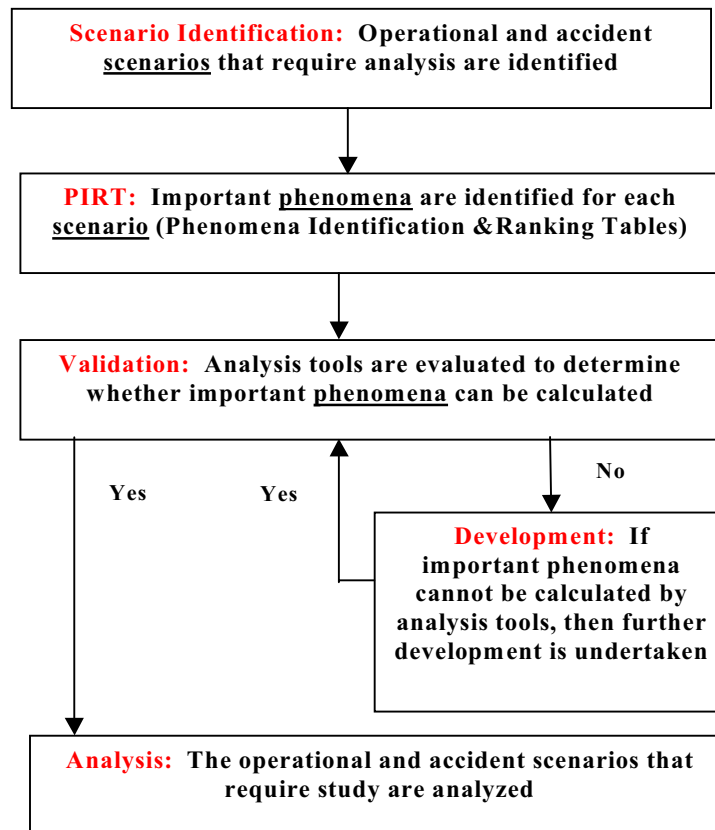 Scenario Identification: Operational and accident
scenarios that require analysis are identified
PIRT: Important phenomena are identified for each
scenario (Phenomena Identification &Ranking Tables)
Validation: Analysis tools are evaluated to determine
whether important phenomena can be calculated
Yes
Yes
No
Development: If
important phenomena
cannot be calculated by
analysis tools, then further
development is undertaken
Analysis: The operational and accident scenarios that
require study are analyzed